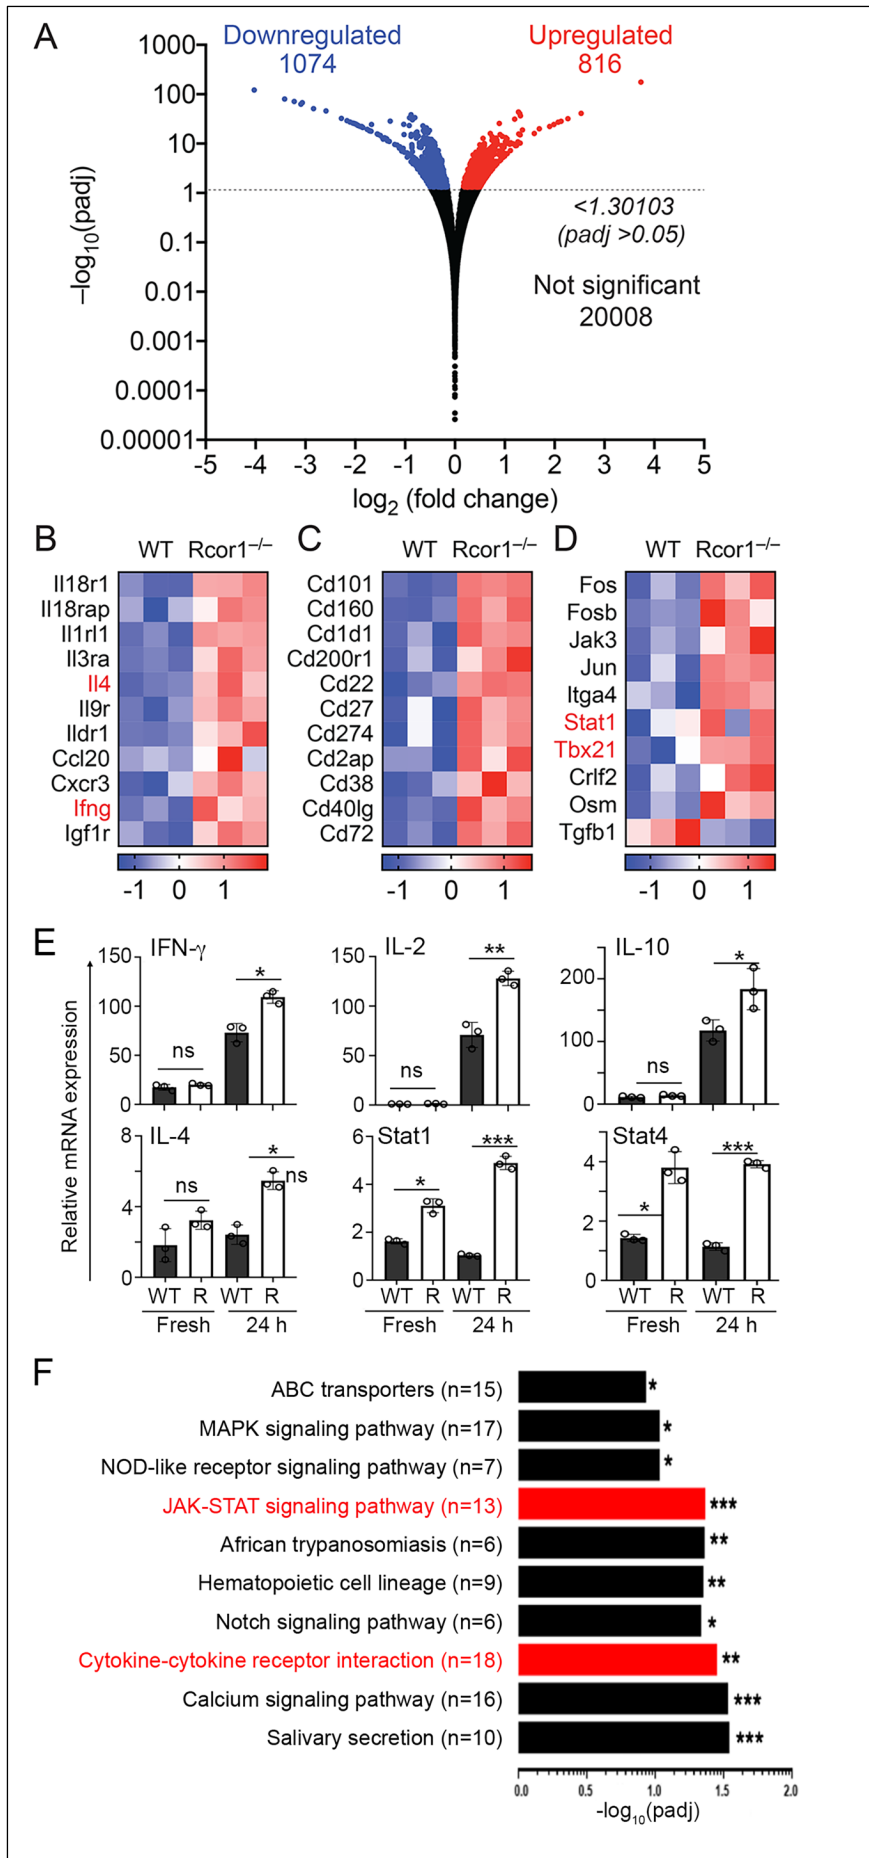 A
Downregulated
1074
Upregulated
816
1000
100
10
1
0.1
0.01
0.001
0.0001
0.00001
–log10(padj)
<1.30103
(padj >0.05)
Not significant
20008
-5 -4 -3 -2 -1 0 1 2 3 4 5
log2 (fold change)
B
WT Rcor1–/–
Il18r1
Il18rap
Il1rl1
Il3ra
Il4
Il9r
Ildr1
Ccl20
Cxcr3
Ifng
Igf1r
-1 0 1
C
WT Rcor1–/–
Cd101
Cd160
Cd1d1
Cd200r1
Cd22
Cd27
Cd274
Cd2ap
Cd38
Cd40lg
Cd72
-1 0 1
D
WT Rcor1–/–
Fos
Fosb
Jak3
Jun
Itga4
Stat1
Tbx21
Crlf2
Osm
Tgfb1
-1 0 1
E
Relative mRNA expression
IFN-γ
150
100
50
0
ns
*
IL-2
150
100
50
0
ns
**
IL-10
200
100
0
ns
*
IL-4
8
4
0
ns
*
ns
WT R WT R
Fresh 24 h
Stat1
6
4
2
0
*
***
WT R WT R
Fresh 24 h
Stat4
4
2
0
*
***
WT R WT R
Fresh 24 h
F
ABC transporters (n=15) *
MAPK signaling pathway (n=17) *
NOD-like receptor signaling pathway (n=7) *
JAK-STAT signaling pathway (n=13) ***
African trypanosomiasis (n=6) **
Hematopoietic cell lineage (n=9) **
Notch signaling pathway (n=6) *
Cytokine-cytokine receptor interaction (n=18) **
Calcium signaling pathway (n=16) ***
Salivary secretion (n=10) ***
0.0 0.5 1.0 1.5 2.0
-log10(padj)